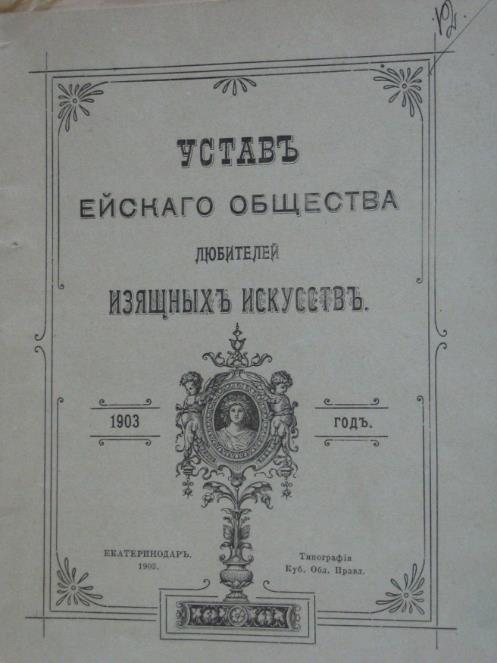 УСТАВЪ
ЕЙСКАГО ОБЩЕСТВА
ЛЮБИТЕЛЕЙ
ИЗЯЩНЫХЪ ИСКУССТВЪ.
1903 ГОДЪ.
ЕКАТЕРИНОДАРЪ.
1903.
Типографія
Куб. Обл. Правл.